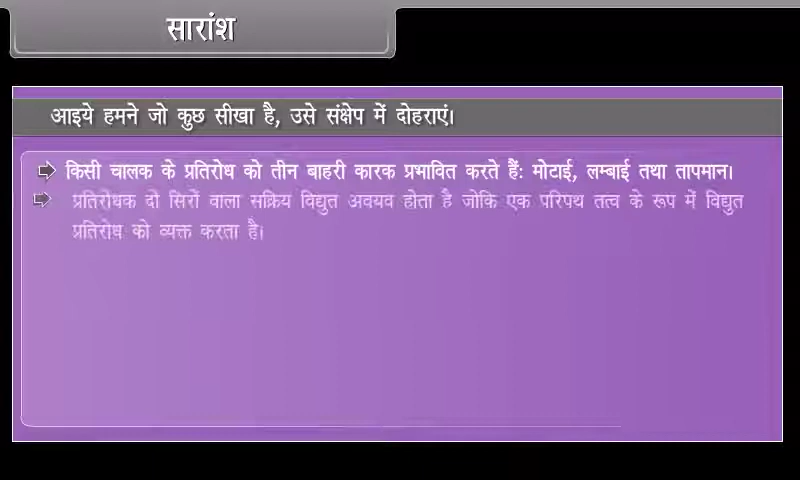 सारांश
आइये हमने जो कुछ सीखा है, उसे संक्षेप में दोहराएं।
किसी चालक के प्रतिरोध को तीन बाहरी कारक प्रभावित करते हैं: मोटाई, लम्बाई तथा तापमान।
प्रतिरोधक दो सिरों वाला सक्रिय विद्युत अवयव होता है जोकि एक परिपथ तत्व के रूप में विद्युत
प्रतिरोध को व्यक्त करता है।